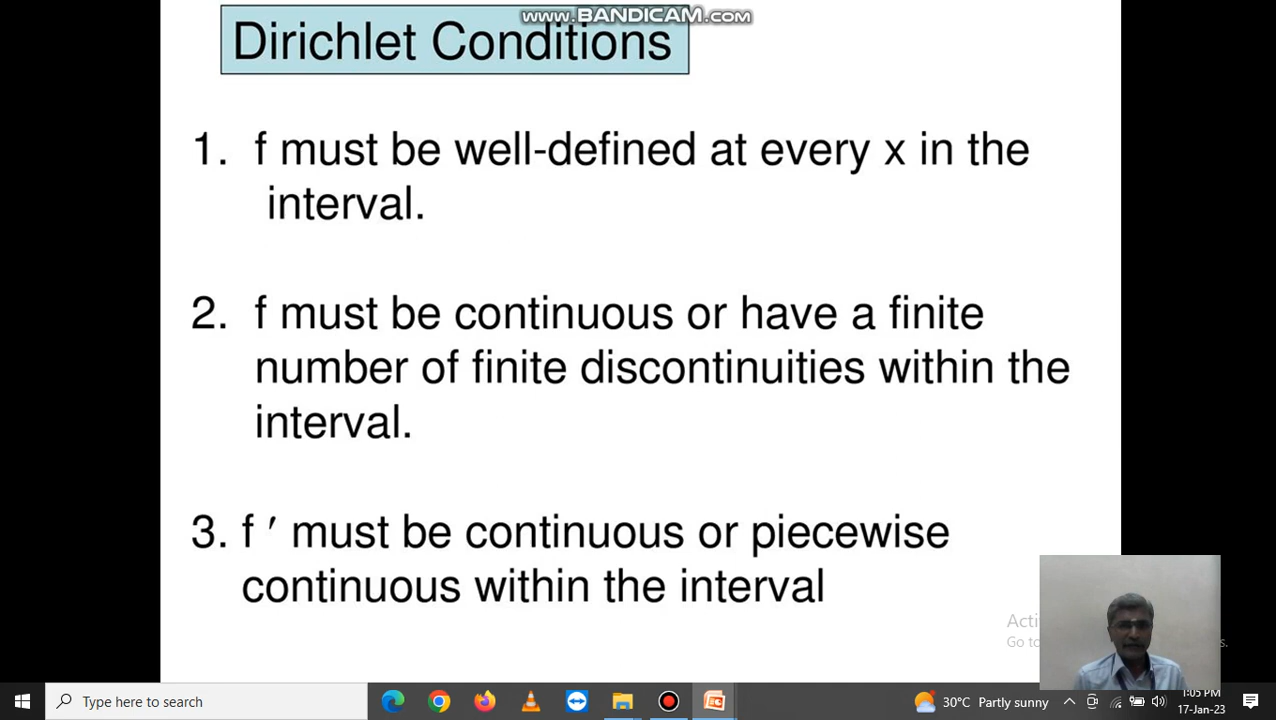 www.BANDICAM.com
Dirichlet Conditions
1. f must be well-defined at every x in the
interval.
2. f must be continuous or have a finite
number of finite discontinuities within the
interval.
3. f ′ must be continuous or piecewise
continuous within the interval
Acti
Go to
s.
Type here to search
30°C Partly sunny
1:05 PM
17-Jan-23